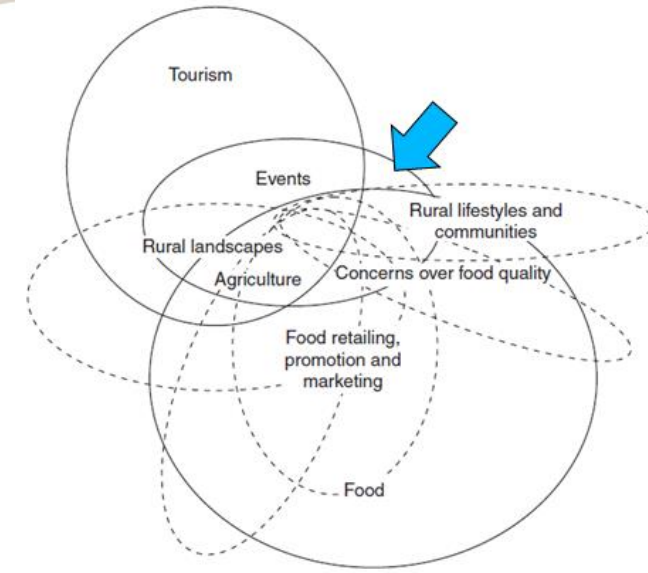 Tourism
Events
Rural lifestyles and
communities
Rural landscapes
Concerns over food quality
Agriculture
Food retailing,
promotion and
marketing
Food